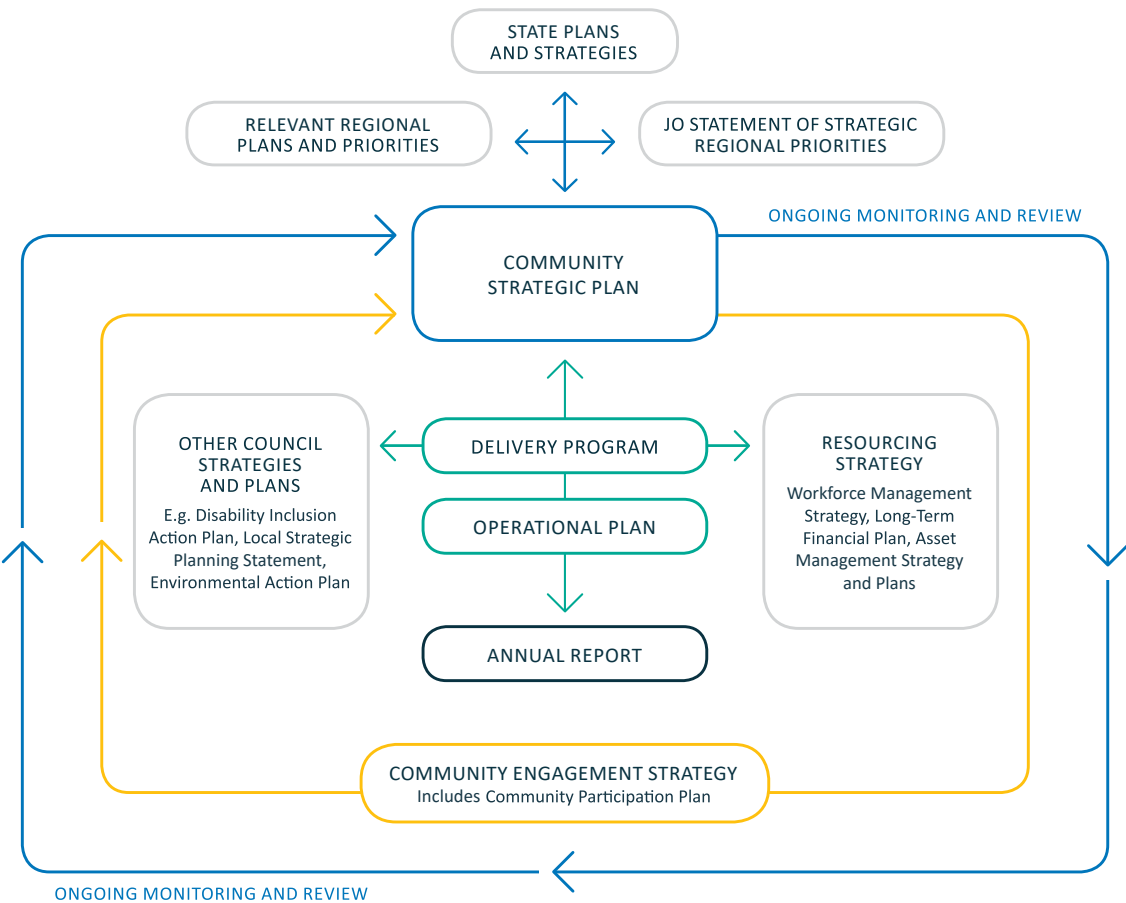 STATE PLANS
AND STRATEGIES
RELEVANT REGIONAL
PLANS AND PRIORITIES
JO STATEMENT OF STRATEGIC
REGIONAL PRIORITIES
ONGOING MONITORING AND REVIEW
COMMUNITY
STRATEGIC PLAN
OTHER COUNCIL
STRATEGIES
AND PLANS
E.g. Disability Inclusion
Action Plan, Local Strategic
Planning Statement,
Environmental Action Plan
DELIVERY PROGRAM
OPERATIONAL PLAN
ANNUAL REPORT
RESOURCING
STRATEGY
Workforce Management
Strategy, Long-Term
Financial Plan, Asset
Management Strategy
and Plans
COMMUNITY ENGAGEMENT STRATEGY
Includes Community Participation Plan
ONGOING MONITORING AND REVIEW